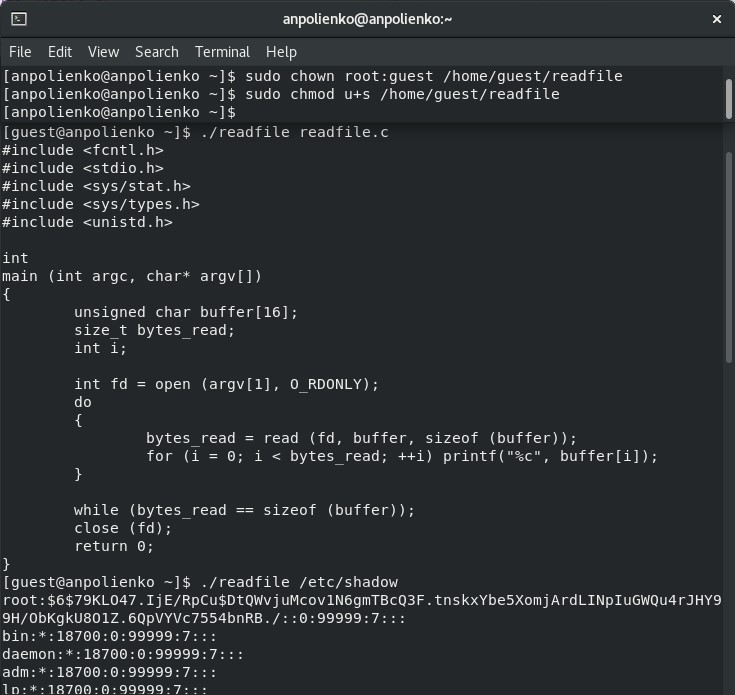 anpolienko@anpolienko:~
File Edit View Search Terminal Help
[anpolienko@anpolienko ~]$ sudo chown root:guest /home/guest/readfile
[anpolienko@anpolienko ~]$ sudo chmod u+s /home/guest/readfile
[anpolienko@anpolienko ~]$
[guest@anpolienko ~]$ ./readfile readfile.c
#include <fcntl.h>
#include <stdio.h>
#include <sys/stat.h>
#include <sys/types.h>
#include <unistd.h>

int
main (int argc, char* argv[])
{
        unsigned char buffer[16];
        size_t bytes_read;
        int i;

        int fd = open (argv[1], O_RDONLY);
        do
        {
                bytes_read = read (fd, buffer, sizeof (buffer));
                for (i = 0; i < bytes_read; ++i) printf("%c", buffer[i]);
        }

        while (bytes_read == sizeof (buffer));
        close (fd);
        return 0;
}
[guest@anpolienko ~]$ ./readfile /etc/shadow
root:$6$79KLO47.IjE/RpCu$DtQWvjuMcov1N6gmTBcQ3F.tnskxYbe5XomjArdLINpIuGWQu4rJHY9
9H/ObKgkU8O1Z.6QpVYVc7554bnRB./::0:99999:7:::
bin:*:18700:0:99999:7:::
daemon:*:18700:0:99999:7:::
adm:*:18700:0:99999:7:::
lp:*:18700:0:99999:7:::